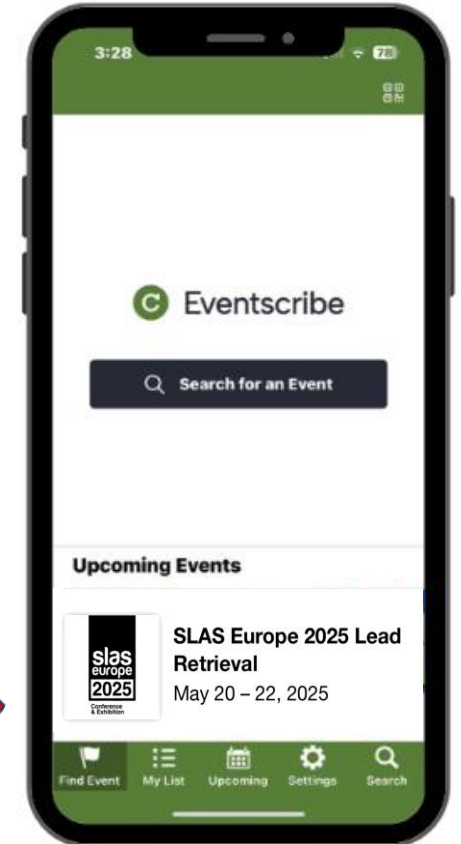 3:28
78
Eventscribe
Search for an Event
Upcoming Events
slas
europe
2025
Conference
& Exhibition
SLAS Europe 2025 Lead
Retrieval
May 20 – 22, 2025
Find Event My List Upcoming Settings Search